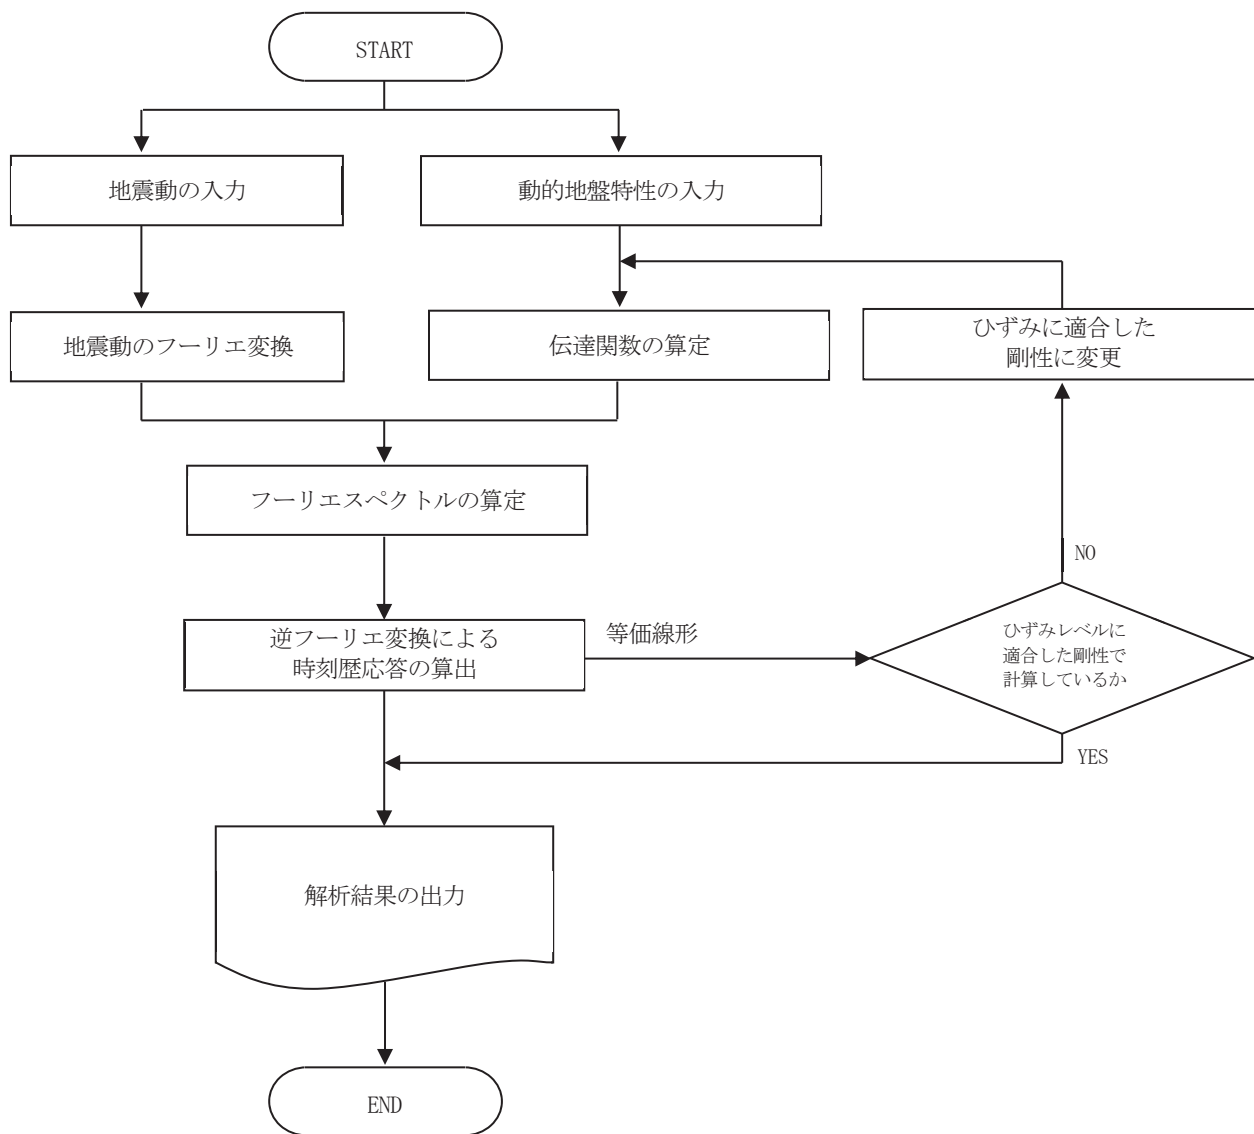 START
地震動の入力
動的地盤特性の入力
地震動のフーリエ変換
伝達関数の算定
ひずみに適合した
剛性に変更
フーリエスペクトルの算定
NO
逆フーリエ変換による
時刻歴応答の算出
等価線形
ひずみレベルに
適合した剛性で
計算しているか
YES
解析結果の出力
END